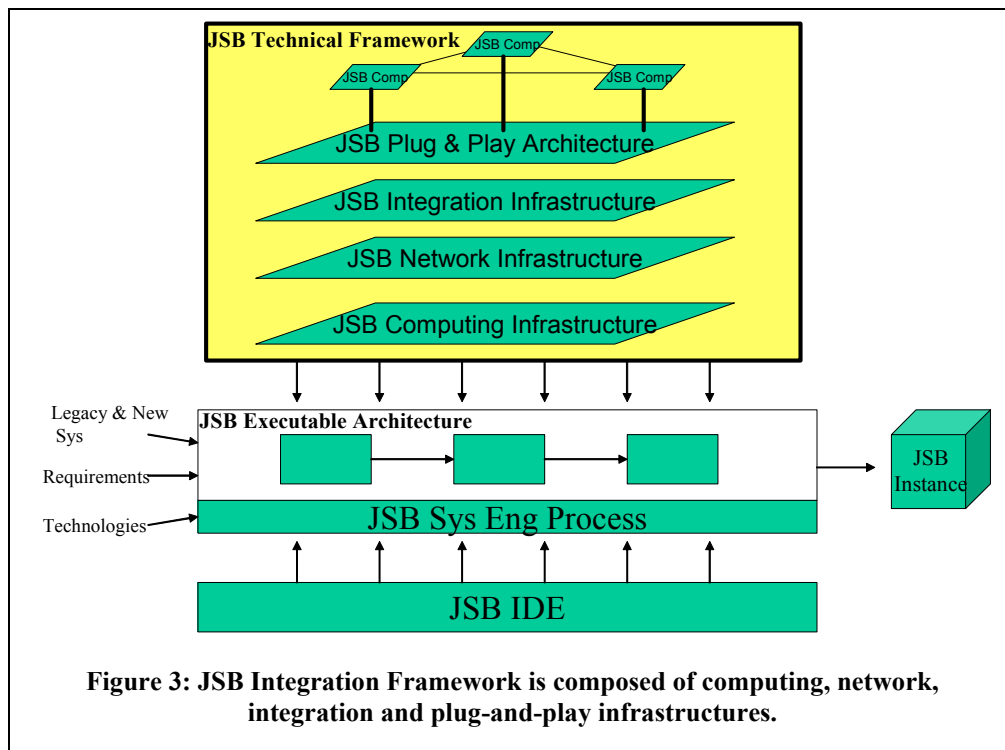 JSB Technical Framework
JSB Comp
JSB Comp
JSB Comp
JSB Plug & Play Architecture
JSB Integration Infrastructure
JSB Network Infrastructure
JSB Computing Infrastructure
Legacy & New
Sys
Requirements
Technologies
JSB Executable Architecture
JSB Sys Eng Process
JSB
Instance
JSB IDE
Figure 3: JSB Integration Framework is composed of computing, network,
integration and plug-and-play infrastructures.